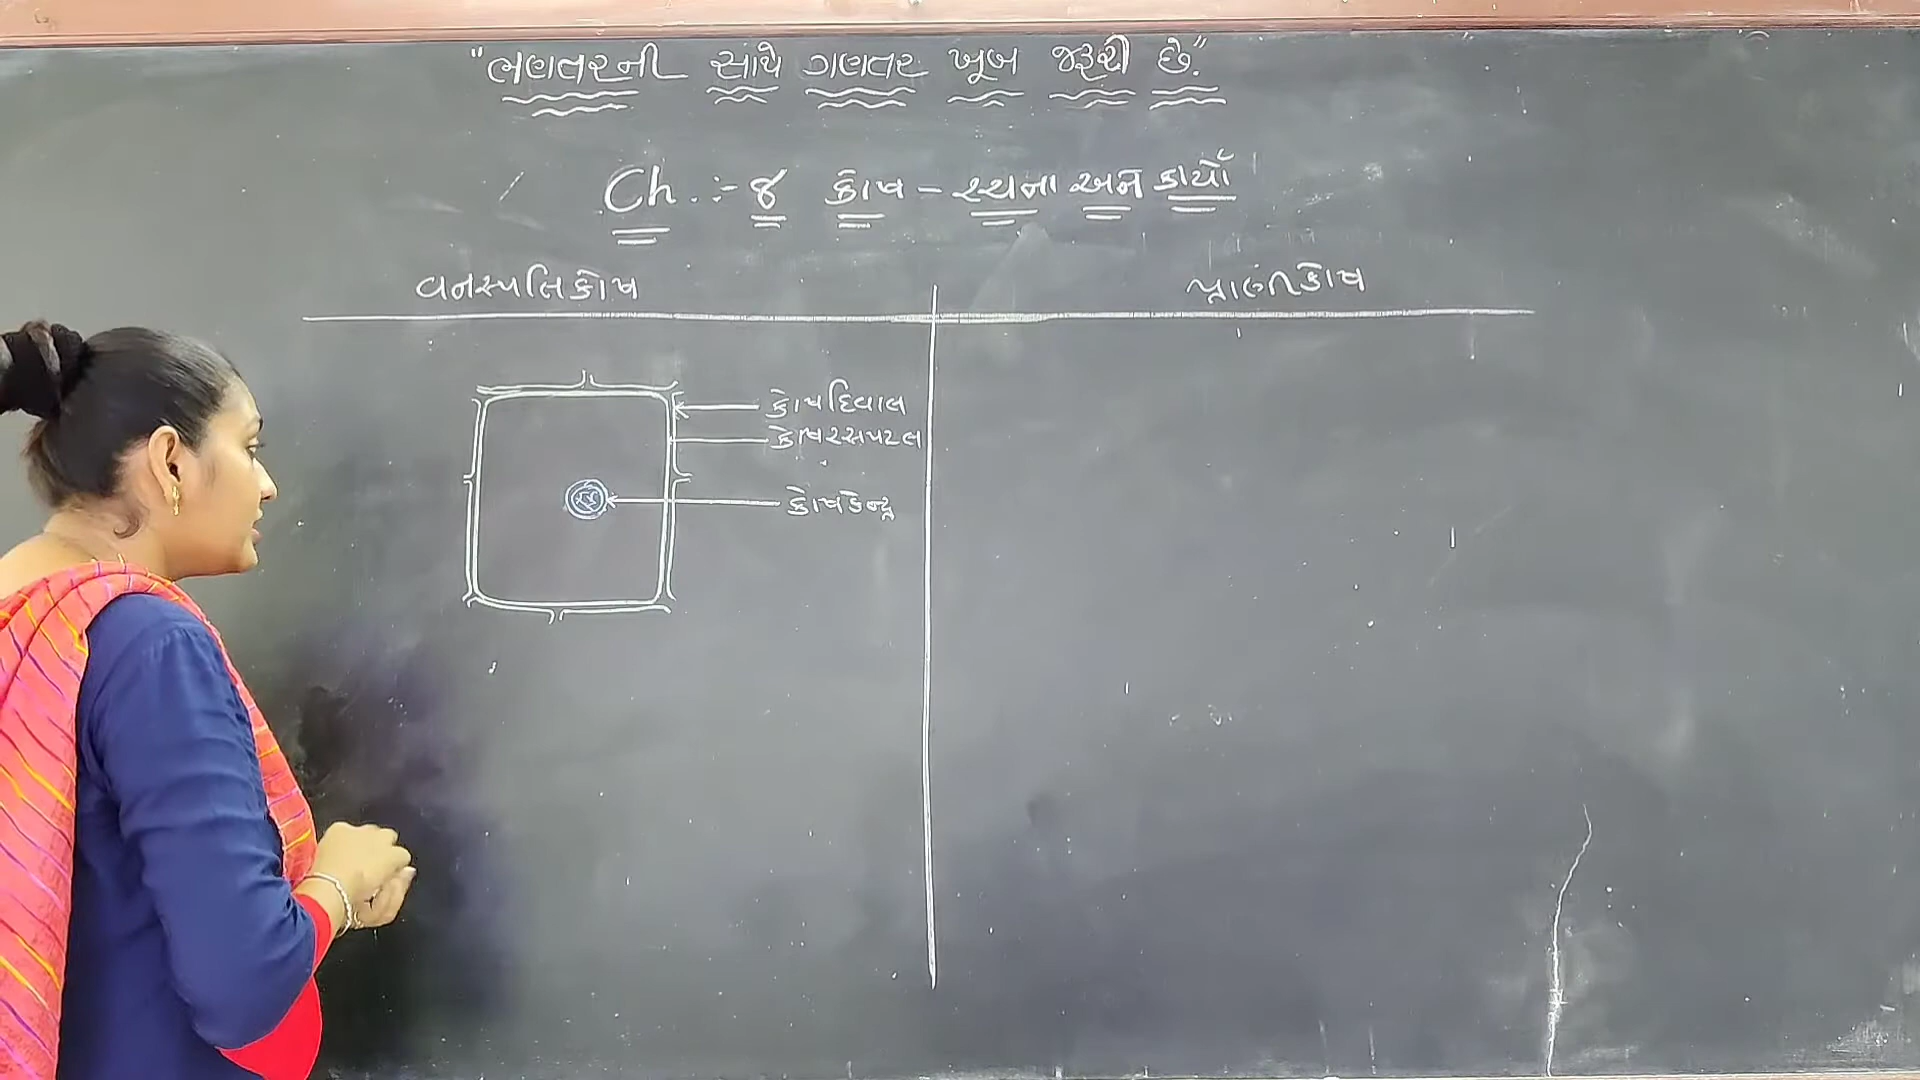 "ભણતરની સાથે ગણતર ખૂબ જરૂરી છે."
Ch. :- ૪ કોષ - રચના અને કાર્યો
વનસ્પતિકોષ
પ્રાણીકોષ
કોષદિવાલ
કોષરસપટલ
કોષકેન્દ્ર